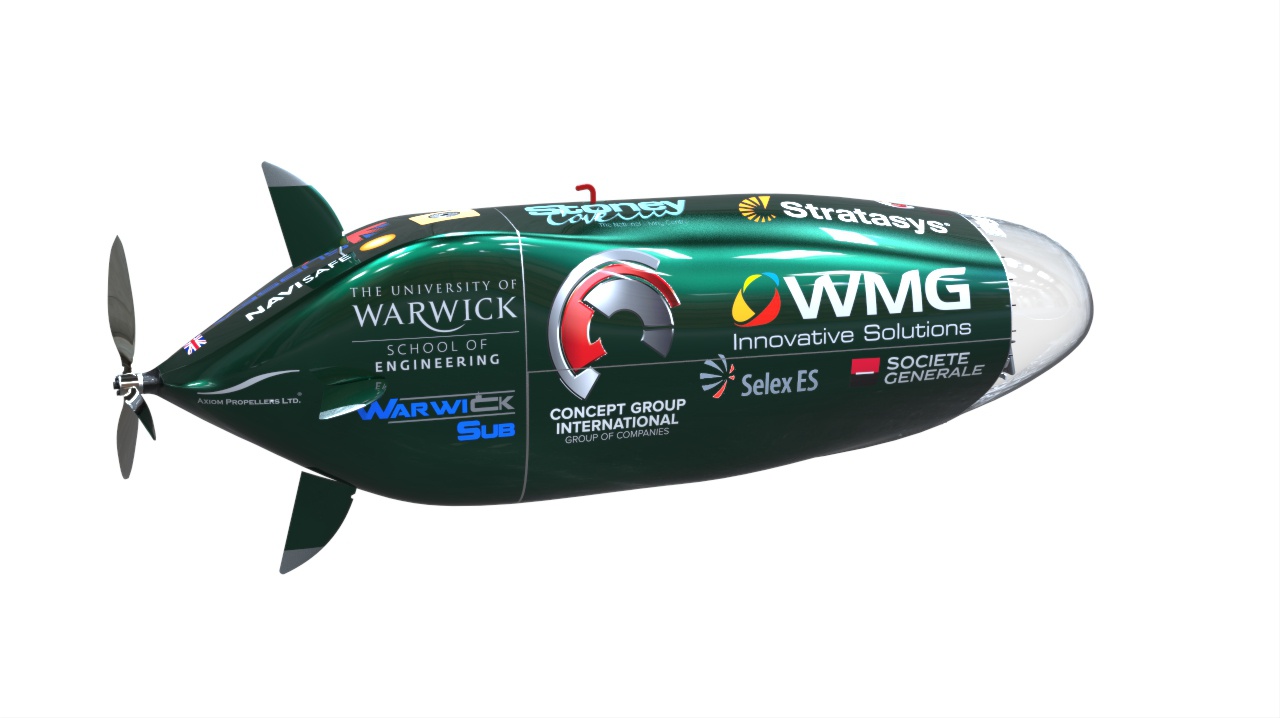 Stoney
Cove
Stratasys
NAVISAFE
THE UNIVERSITY OF
WARWICK
SCHOOL OF
ENGINEERING
WMG
Innovative Solutions
AXIOM PROPELLERS LTD.
WARWICK
SUB
CONCEPT GROUP
INTERNATIONAL
GROUP OF COMPANIES
Selex ES
SOCIETE
GENERALE